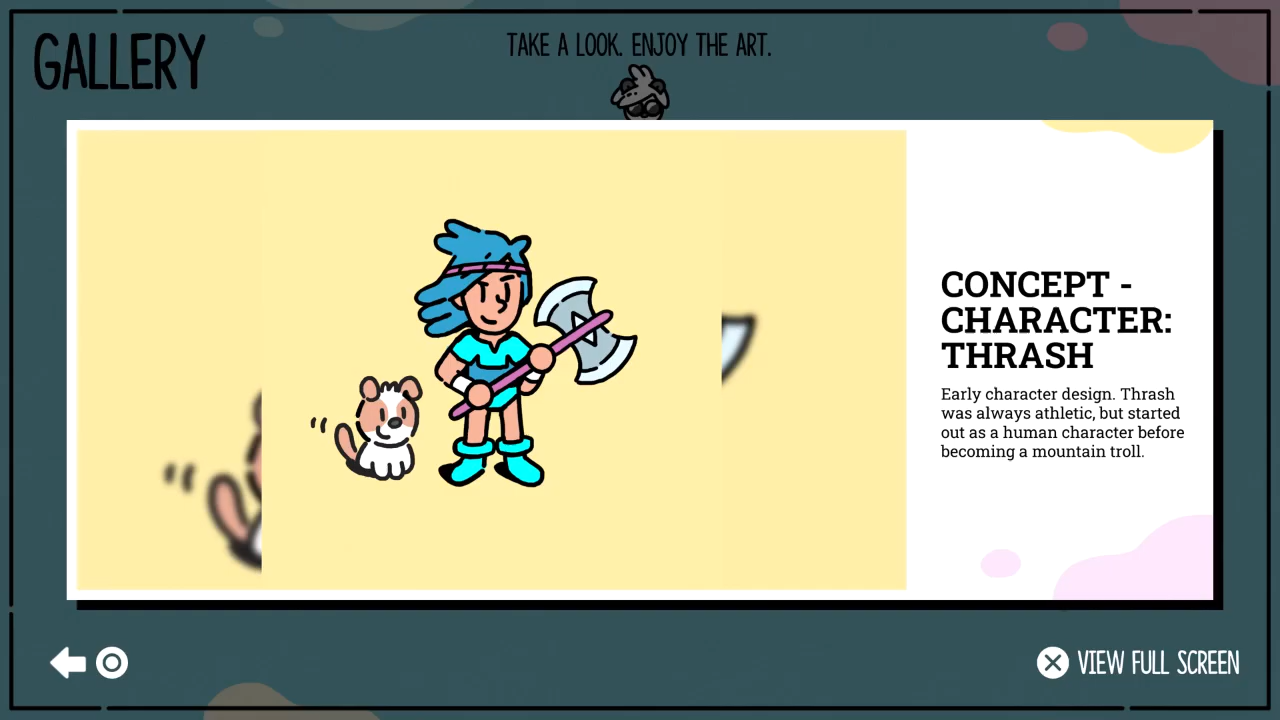 GALLERY
TAKE A LOOK. ENJOY THE ART.
CONCEPT -
CHARACTER:
THRASH
Early character design. Thrash
was always athletic, but started
out as a human character before
becoming a mountain troll.
VIEW FULL SCREEN